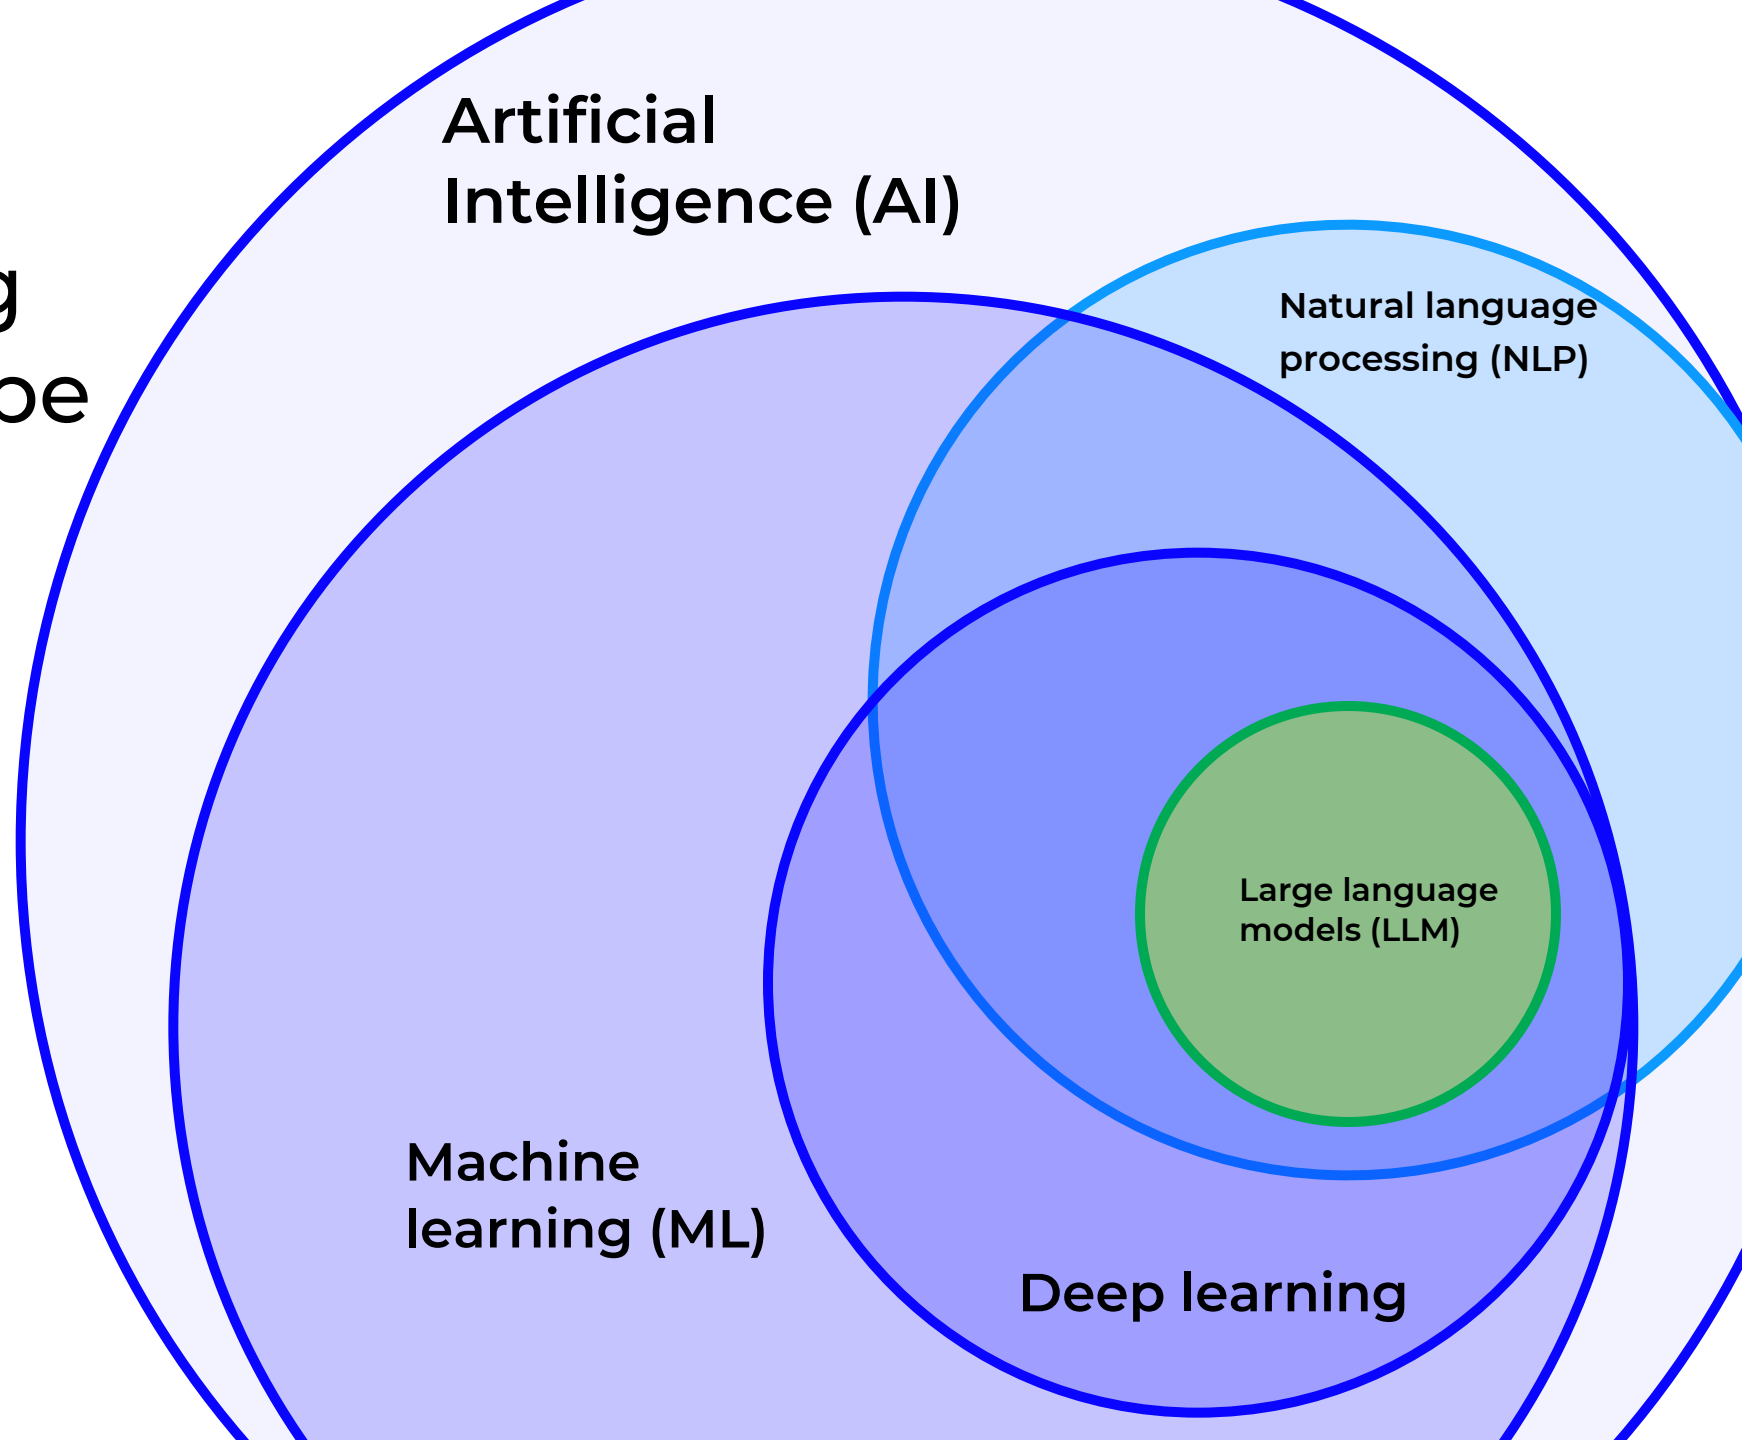 Artificial
Intelligence (AI)
Natural language
processing (NLP)
Large language
models (LLM)
Machine
learning (ML)
Deep learning